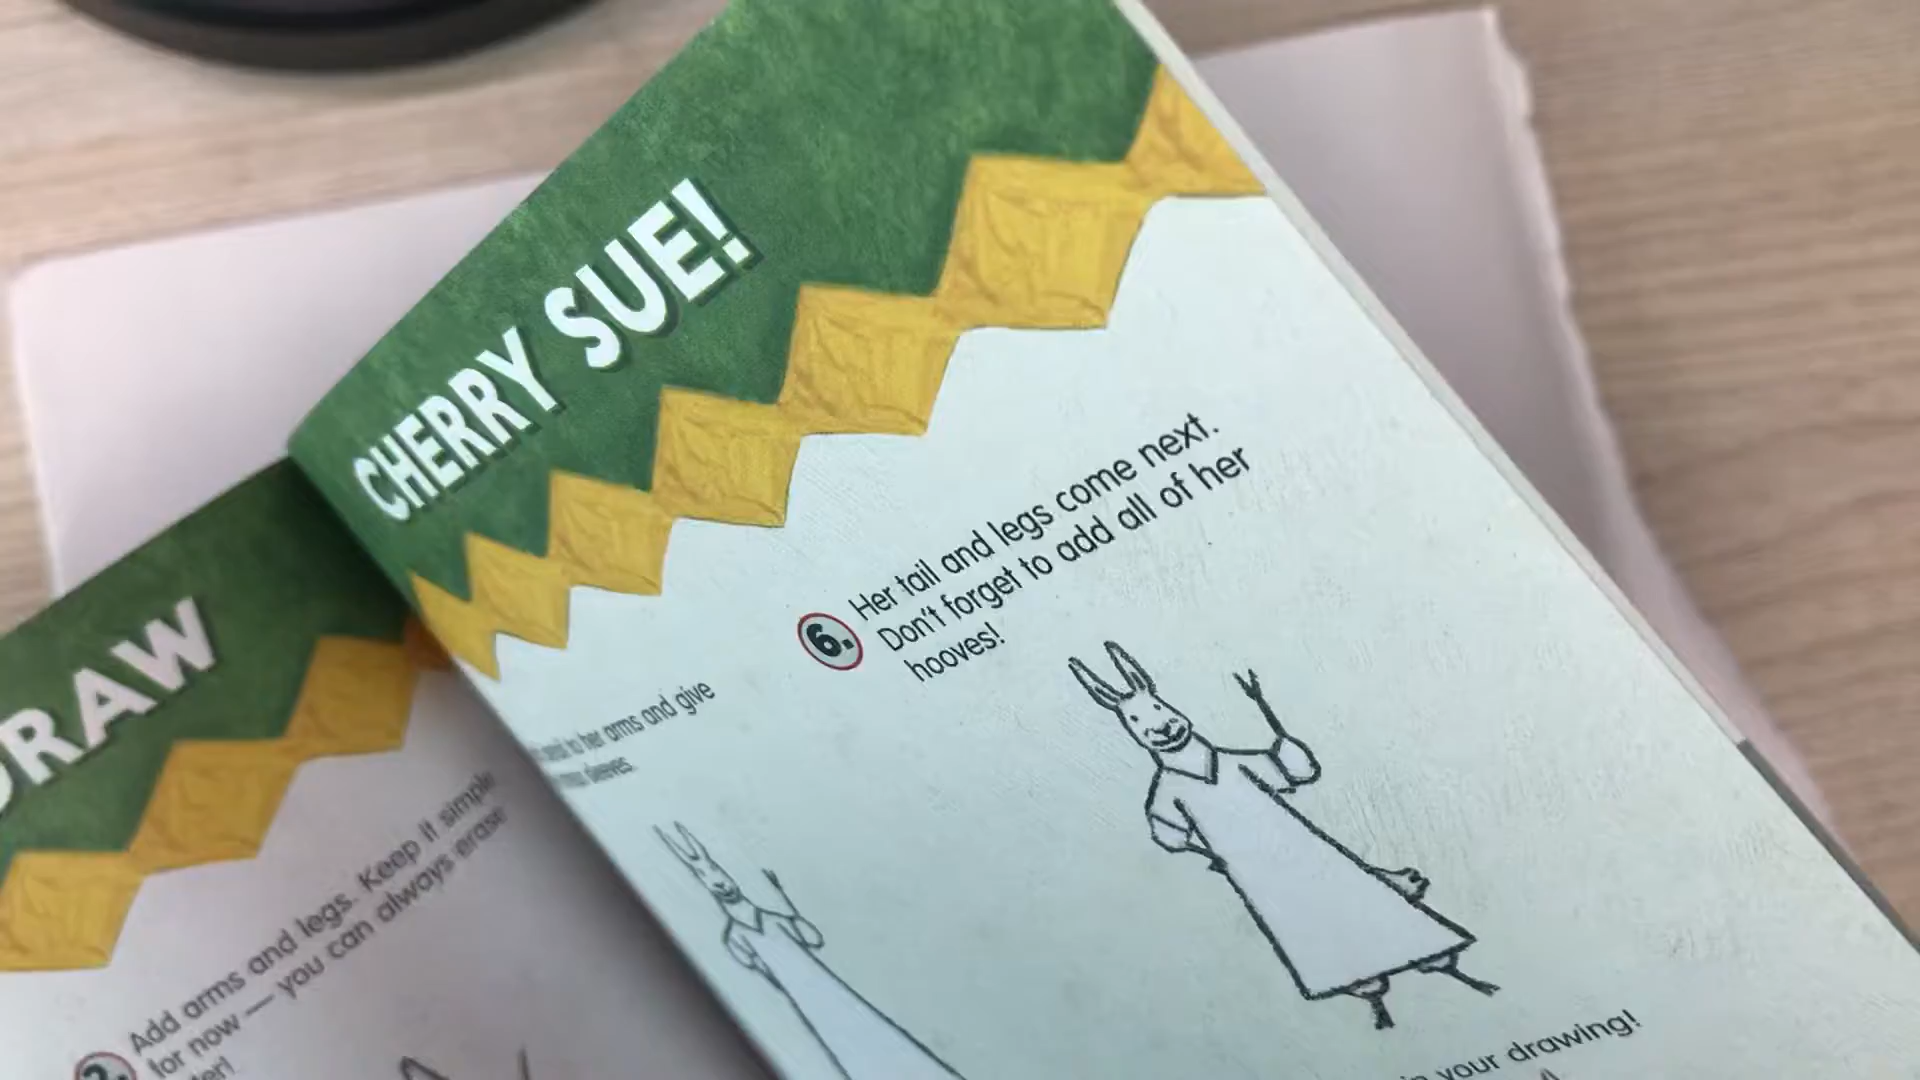 DRAW
2. Add arms and legs. Keep it simple
for now — you can always erase
CHERRY SUE!
to her arms and give
sleeves.
6. Her tail and legs come next.
Don't forget to add all of her
hooves!
your drawing!